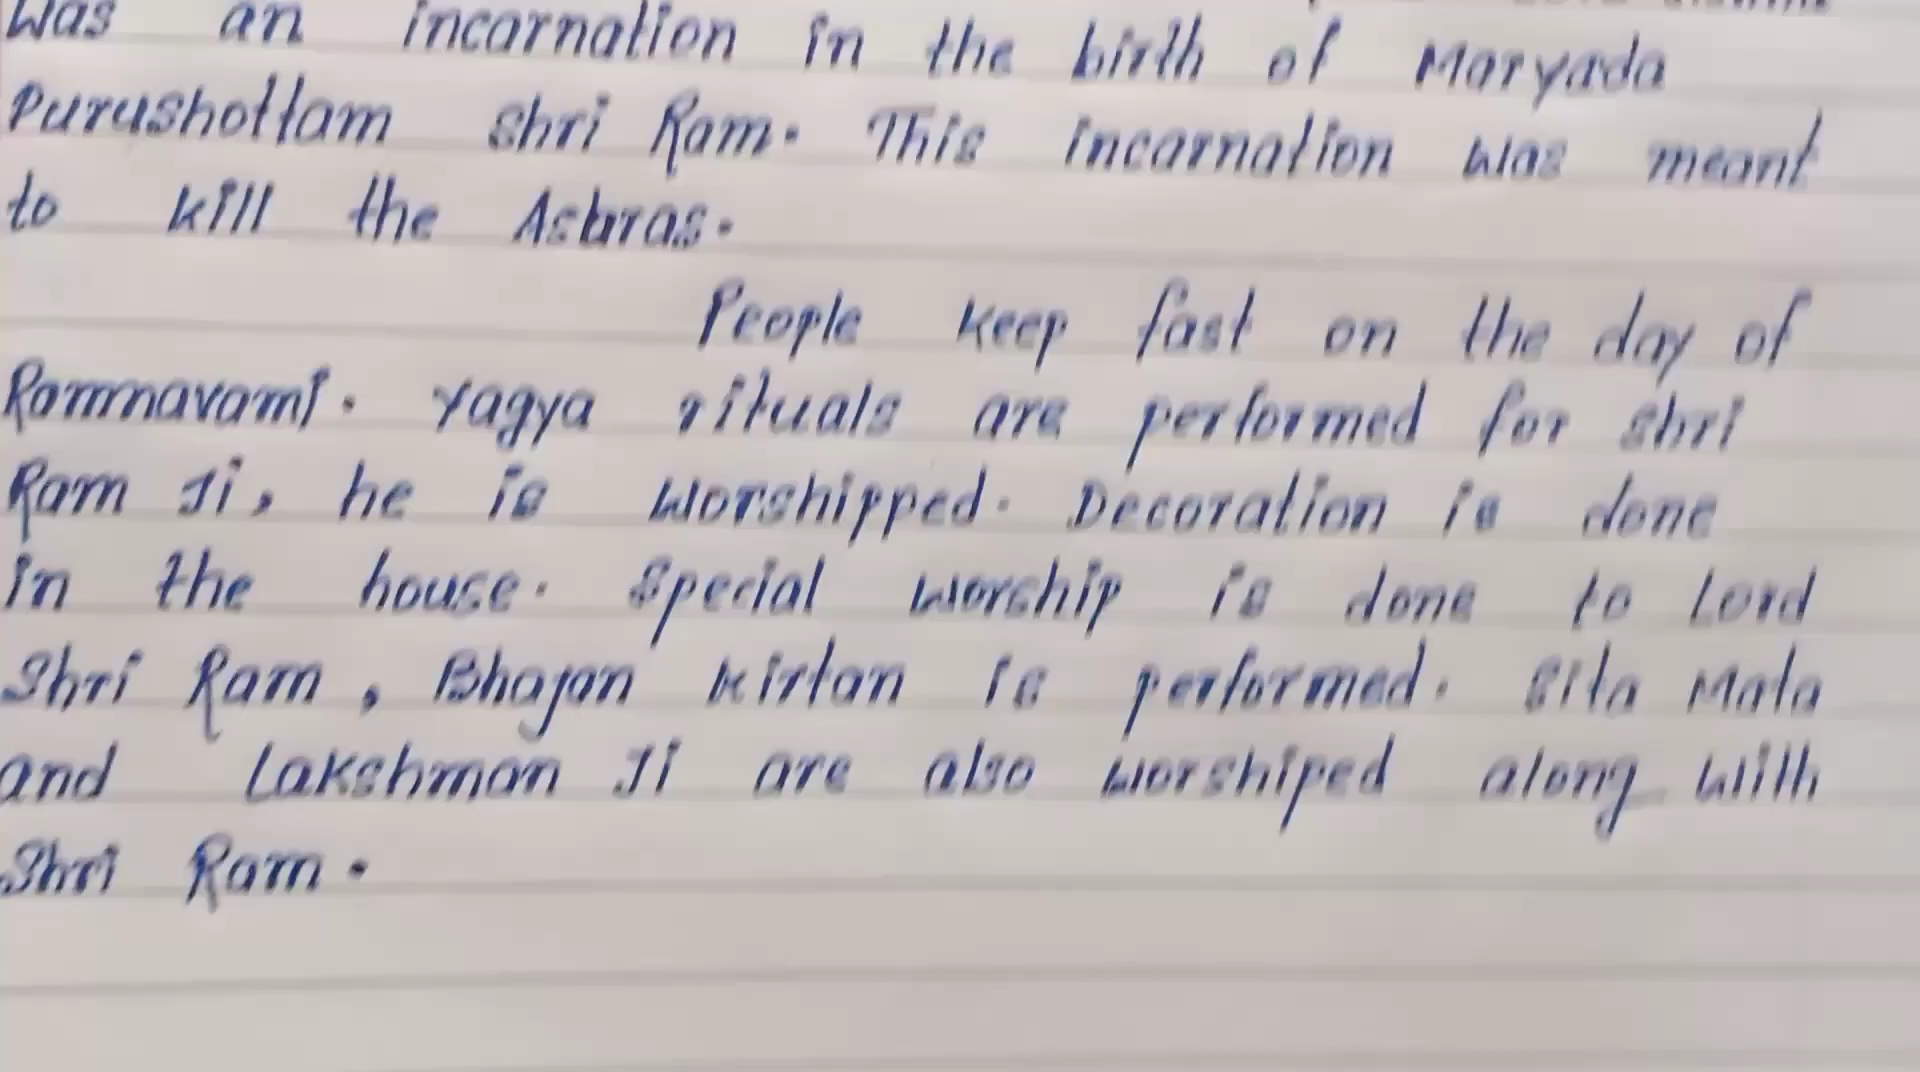 was an incarnation in the birth of Maryada
Purushottam Shri Ram. This incarnation was meant
to kill the Asuras.
People keep fast on the day of
Ramnavami. Yagya rituals are performed for Shri
Ram Ji, he is worshipped. Decoration is done
in the house. Special worship is done to Lord
Shri Ram, Bhajan kirtan is performed. Sita Mata
and Lakshman Ji are also worshiped along with
Shri Ram.